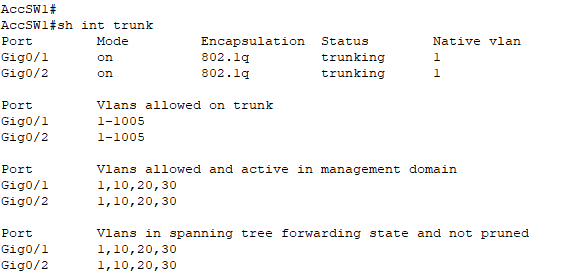 AccSW1#
AccSW1#sh int trunk
Port Mode Encapsulation Status Native vlan
Gig0/1 on 802.1q trunking 1
Gig0/2 on 802.1q trunking 1
Port Vlans allowed on trunk
Gig0/1 1-1005
Gig0/2 1-1005
Port Vlans allowed and active in management domain
Gig0/1 1,10,20,30
Gig0/2 1,10,20,30
Port Vlans in spanning tree forwarding state and not pruned
Gig0/1 1,10,20,30
Gig0/2 1,10,20,30